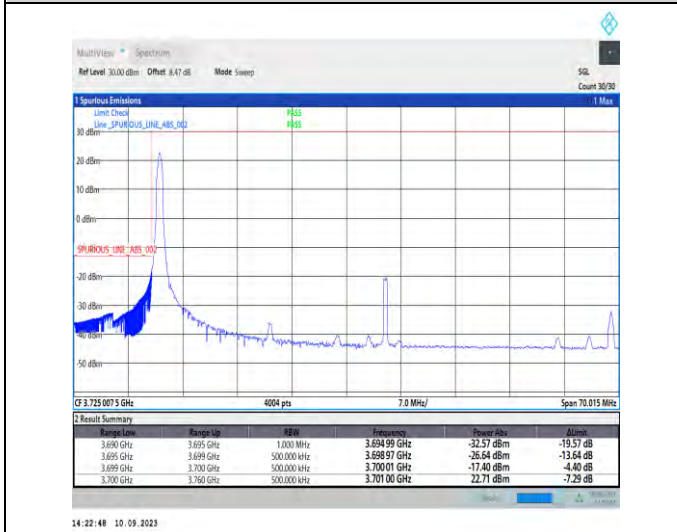 MultiView Spectrum
Ref Level 30.00 dBm Offset 8.47 dB Mode Sweep SGL
Count 30/30
1 Spurious Emissions 1 Max
Limit Check PASS
Line _SPURIOUS_LINE_ABS_002 PASS
30 dBm
20 dBm
10 dBm
0 dBm
_SPURIOUS_LINE_ABS_002
-20 dBm
-30 dBm
-40 dBm
-50 dBm
CF 3.725 007 5 GHz 4004 pts 7.0 MHz/ Span 70.015 MHz
2 Result Summary
Range Low Range Up RBW Frequency Power Abs ΔLimit
3.690 GHz 3.695 GHz 1.000 MHz 3.694 99 GHz -32.57 dBm -19.57 dB
3.695 GHz 3.699 GHz 500.000 kHz 3.698 97 GHz -26.64 dBm -13.64 dB
3.699 GHz 3.700 GHz 500.000 kHz 3.700 01 GHz -17.40 dBm -4.40 dB
3.700 GHz 3.760 GHz 500.000 kHz 3.701 00 GHz 22.71 dBm -7.29 dB
14:22:48 10.09.2023